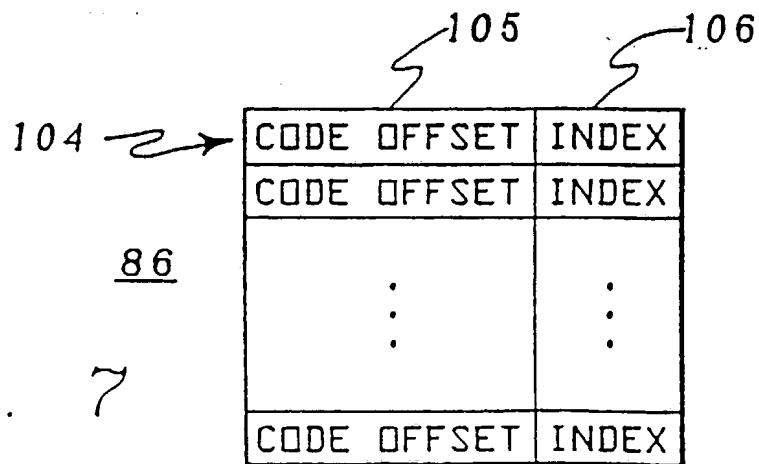 105 106
104 CODE OFFSET INDEX
CODE OFFSET INDEX
86
7
CODE OFFSET INDEX